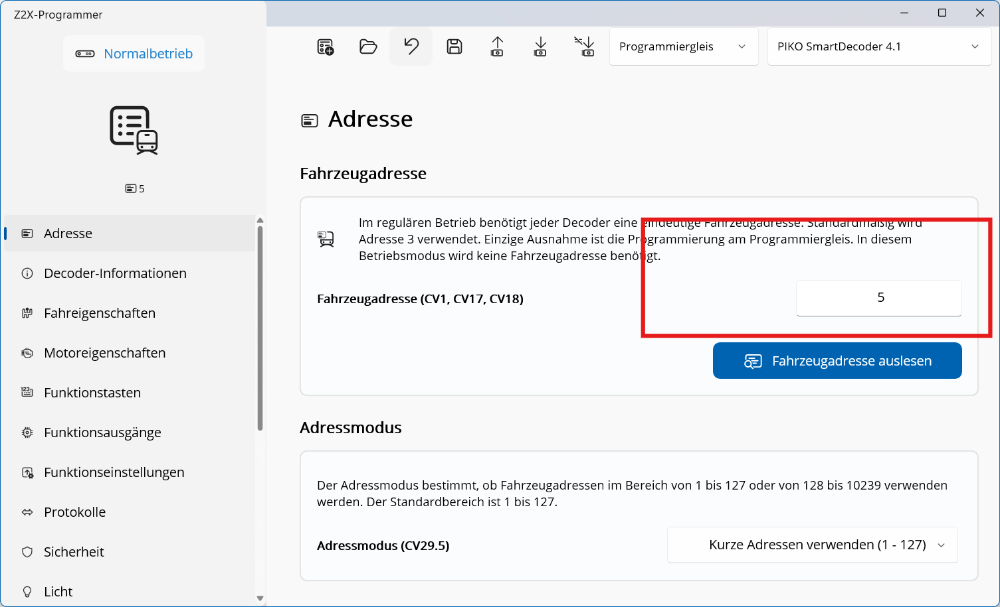 Z2X-Programmer
Normalbetrieb
5
Adresse
Decoder-Informationen
Fahreigenschaften
Motoreigenschaften
Funktionstasten
Funktionsausgänge
Funktionseinstellungen
Protokolle
Sicherheit
Licht
Programmiergleis
PIKO SmartDecoder 4.1
Adresse
Fahrzeugadresse
Im regulären Betrieb benötigt jeder Decoder eine eindeutige Fahrzeugadresse. Standardmäßig wird
Adresse 3 verwendet. Einzige Ausnahme ist die Programmierung am Programmiergleis. In diesem
Betriebsmodus wird keine Fahrzeugadresse benötigt.
Fahrzeugadresse (CV1, CV17, CV18)
5
Fahrzeugadresse auslesen
Adressmodus
Der Adressmodus bestimmt, ob Fahrzeugadressen im Bereich von 1 bis 127 oder von 128 bis 10239 verwenden
werden. Der Standardbereich ist 1 bis 127.
Adressmodus (CV29.5)
Kurze Adressen verwenden (1 - 127)